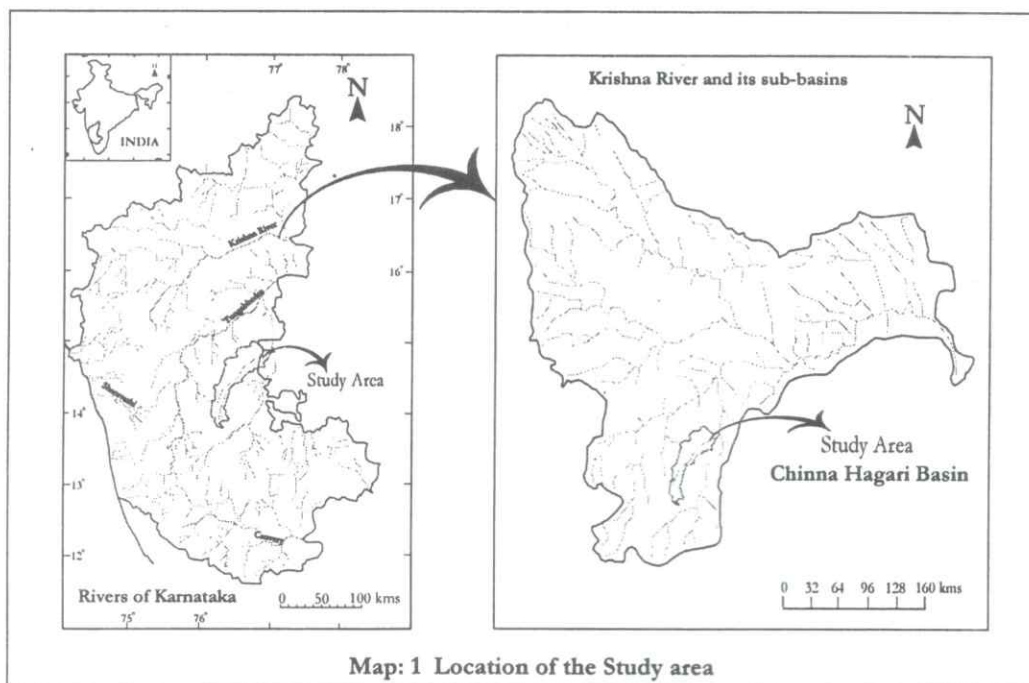 77° 78°
N
INDIA
18°
17°
Krishna River
16°
Study Area
14°
13°
12°
Rivers of Karnataka
0 50 100 kms
75° 76°
Krishna River and its sub-basins
N
Study Area
Chinna Hagari Basin
0 32 64 96 128 160 kms
Map: 1 Location of the Study area